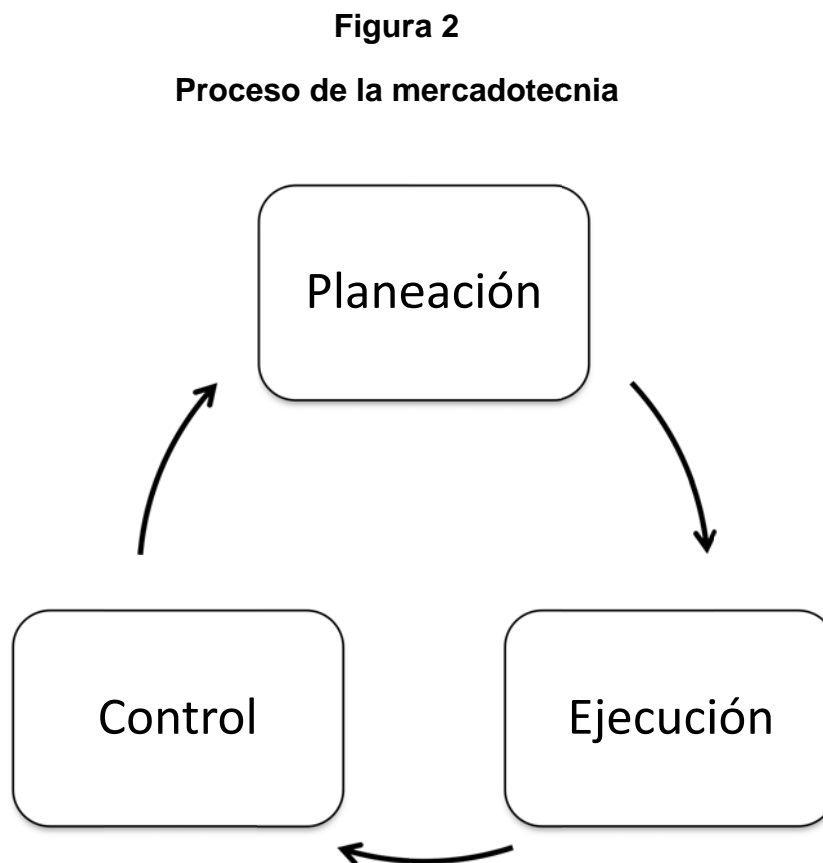 Figura 2
Proceso de la mercadotecnia
Planeación
Control
Ejecución